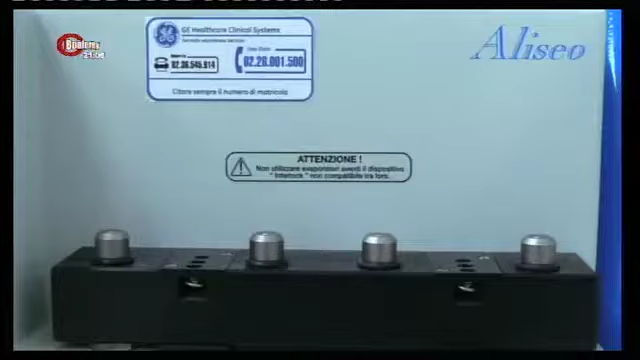 GE Healthcare Clinical Systems
02.26.001.500
Citare sempre il numero di matricola
Aliseo
ATTENZIONE !
Non utilizzare evaporatori aventi il dispositivo
" Interlock " non compatibile tra loro.